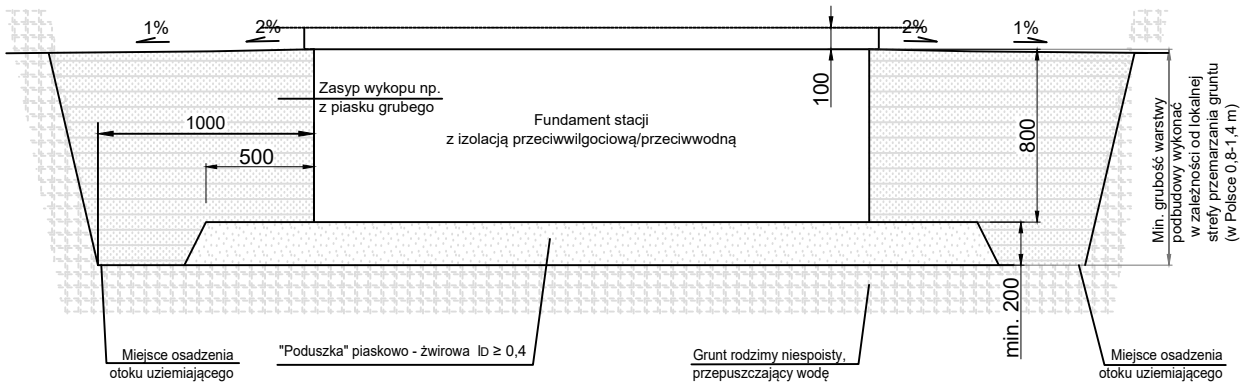 1%
2%
2%
1%
100
Zasyp wykopu np.
z piasku grubego
1000
500
Fundament stacji
z izolacją przeciwwilgociową/przeciwwodną
800
Min. grubość warstwy
podbudowy wykonać
w zależności od lokalnej
strefy przemarzania gruntu
(w Polsce 0,8-1,4 m)
min. 200
Miejsce osadzenia
otoku uziemiającego
"Poduszka" piaskowo - żwirowa ID ≥ 0,4
Grunt rodzimy niespoisty,
przepuszczający wodę
Miejsce osadzenia
otoku uziemiającego